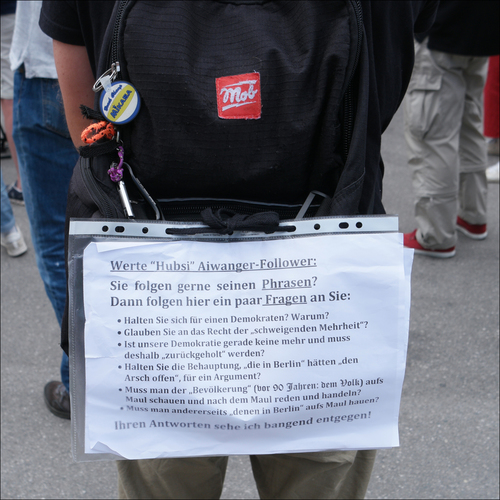 Mob
MIKARA
Werte "Hubsi" Aiwanger-Follower:
Sie folgen gerne seinen Phrasen?
Dann folgen hier ein paar Fragen an Sie:
• Halten Sie sich für einen Demokraten? Warum?
• Glauben Sie an das Recht der „schweigenden Mehrheit"?
• Ist unsere Demokratie gerade keine mehr und muss
deshalb „zurückgeholt" werden?
• Halten Sie die Behauptung, „die in Berlin" hätten „den
Arsch offen", für ein Argument?
• Muss man der „Bevölkerung" (vor 90 Jahren: dem Volk) aufs
Maul schauen und nach dem Maul reden und handeln?
• Muss man andererseits „denen in Berlin" aufs Maul hauen?
Ihren Antworten sehe ich bangend entgegen!